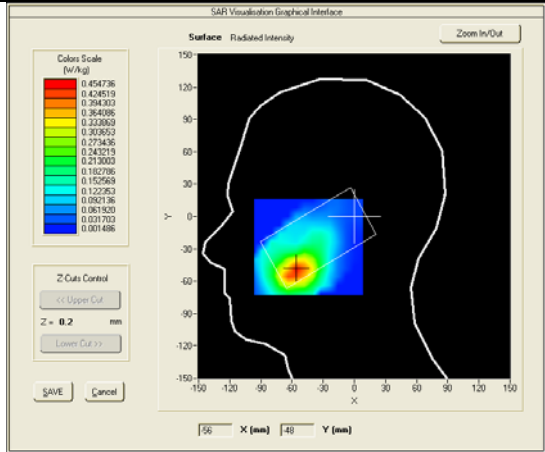 SAR Visualisation Graphical Interface
Surface Radiated Intensity
Zoom In/Out
Colors Scale
(W/kg)
0.454736
0.424519
0.394303
0.364086
0.333869
0.303653
0.273436
0.243219
0.213003
0.182786
0.152569
0.122353
0.092136
0.061920
0.031703
0.001486
150
120
90
60
30
0
-30
-60
-90
-120
-150
Y
-150 -120 -90 -60 -30 0 30 60 90 120 150
X
Z-Cuts Control
<< Upper Cut
Z = 0.2 mm
Lower Cut >>
SAVE Cancel
-56 X (mm) -48 Y (mm)